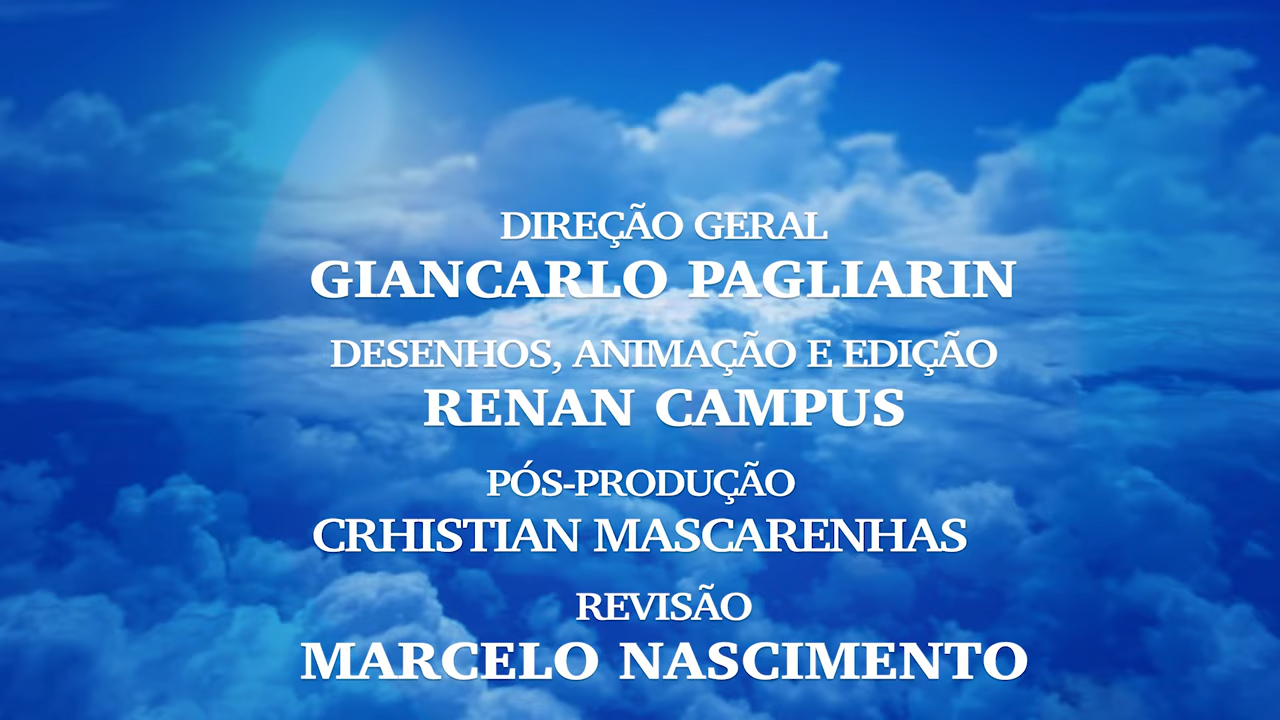 DIREÇÃO GERAL
GIANCARLO PAGLIARIN
DESENHOS, ANIMAÇÃO E EDIÇÃO
RENAN CAMPUS
PÓS-PRODUÇÃO
CRHISTIAN MASCARENHAS
REVISÃO
MARCELO NASCIMENTO